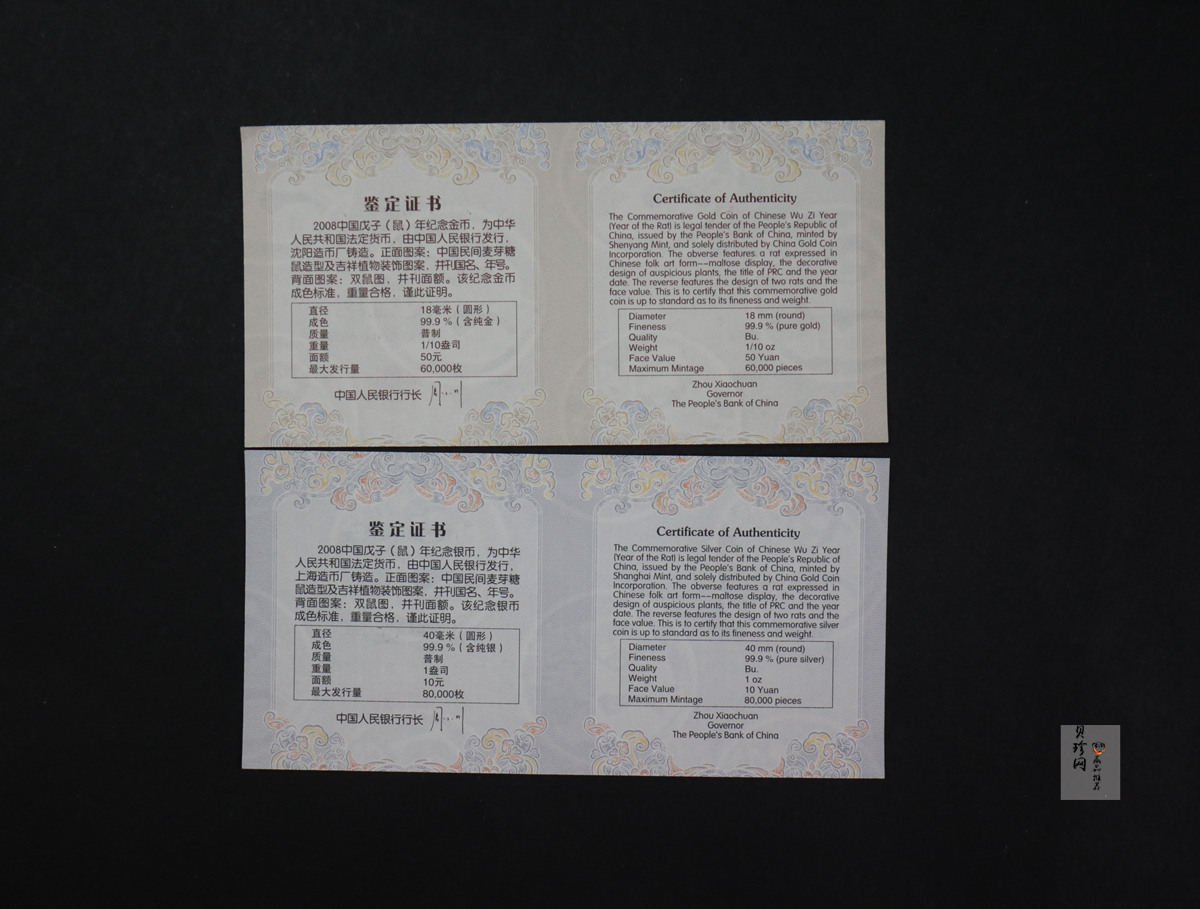 鉴定证书
2008中国戊子（鼠）年纪念金币，为中华
人民共和国法定货币，由中国人民银行发行，
沈阳造币厂铸造。正面图案：中国民间麦芽糖
鼠造型及吉祥植物装饰图案，并刊国名、年号。
背面图案：双鼠图，并刊面额。该纪念金币
成色标准，重量合格，谨此证明。
直径 18毫米（圆形）
成色 99.9％（含纯金）
质量 普制
重量 1/10盎司
面额 50元
最大发行量 60,000枚
中国人民银行行长
Certificate of Authenticity
The Commemorative Gold Coin of Chinese Wu Zi Year
(Year of the Rat) is legal tender of the People's Republic of
China, issued by the People's Bank of China, minted by
Shenyang Mint, and solely distributed by China Gold Coin
Incorporation. The obverse features a rat expressed in
Chinese folk art form——maltose display, the decorative
design of auspicious plants, the title of PRC and the year
date. The reverse features the design of two rats and the
face value. This is to certify that this commemorative gold
coin is up to standard as to its fineness and weight.
Diameter 18 mm (round)
Fineness 99.9 % (pure gold)
Quality Bu.
Weight 1/10 oz
Face Value 50 Yuan
Maximum Mintage 60,000 pieces
Zhou Xiaochuan
Governor
The People's Bank of China
鉴定证书
2008中国戊子（鼠）年纪念银币，为中华
人民共和国法定货币，由中国人民银行发行，
上海造币厂铸造。正面图案：中国民间麦芽糖
鼠造型及吉祥植物装饰图案，并刊国名、年号。
背面图案：双鼠图，并刊面额。该纪念银币
成色标准，重量合格，谨此证明。
直径 40毫米（圆形）
成色 99.9％（含纯银）
质量 普制
重量 1盎司
面额 10元
最大发行量 80,000枚
中国人民银行行长
Certificate of Authenticity
The Commemorative Silver Coin of Chinese Wu Zi Year
(Year of the Rat) is legal tender of the People's Republic of
China, issued by the People's Bank of China, minted by
Shanghai Mint, and solely distributed by China Gold Coin
Incorporation. The obverse features a rat expressed in
Chinese folk art form——maltose display, the decorative
design of auspicious plants, the title of PRC and the year
date. The reverse features the design of two rats and the
face value. This is to certify that this commemorative silver
coin is up to standard as to its fineness and weight.
Diameter 40 mm (round)
Fineness 99.9 % (pure silver)
Quality Bu.
Weight 1 oz
Face Value 10 Yuan
Maximum Mintage 80,000 pieces
Zhou Xiaochuan
Governor
The People's Bank of China
贝珍网